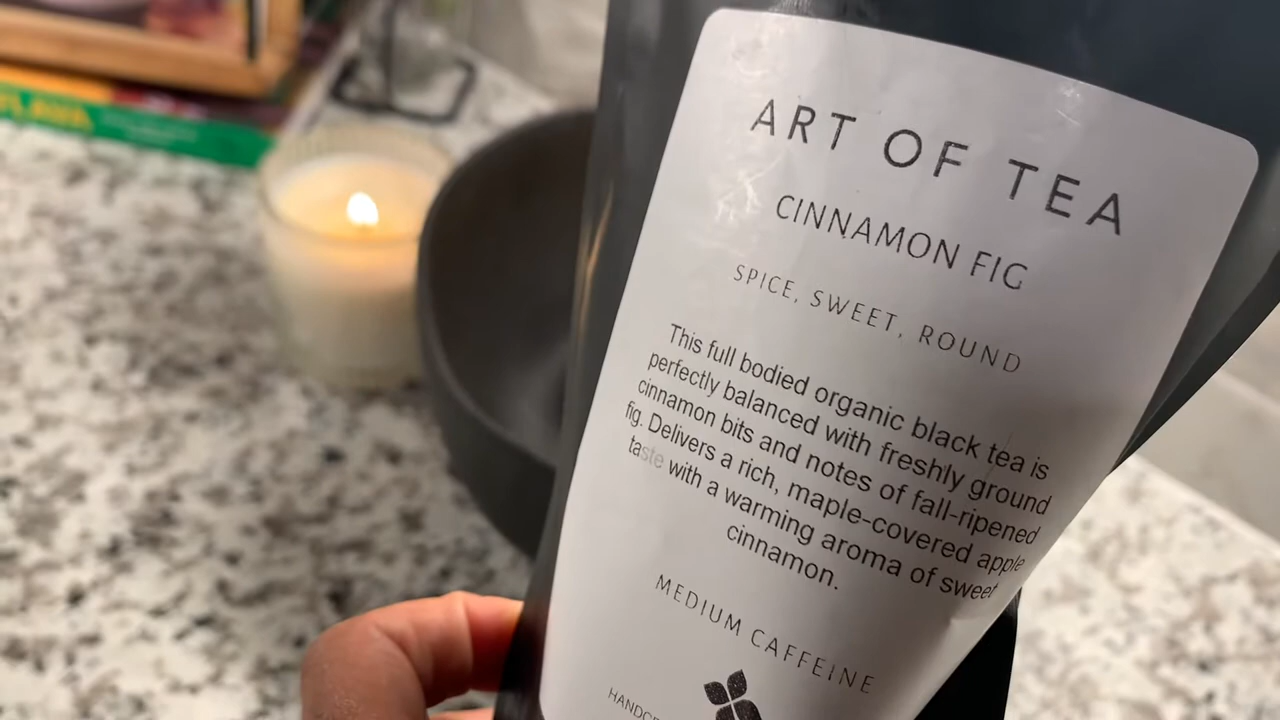 ART OF TEA
CINNAMON FIG
SPICE, SWEET, ROUND
This full bodied organic black tea is
perfectly balanced with freshly ground
cinnamon bits and notes of fall-ripened
fig. Delivers a rich, maple-covered apple
taste with a warming aroma of sweet
cinnamon.
MEDIUM CAFFEINE